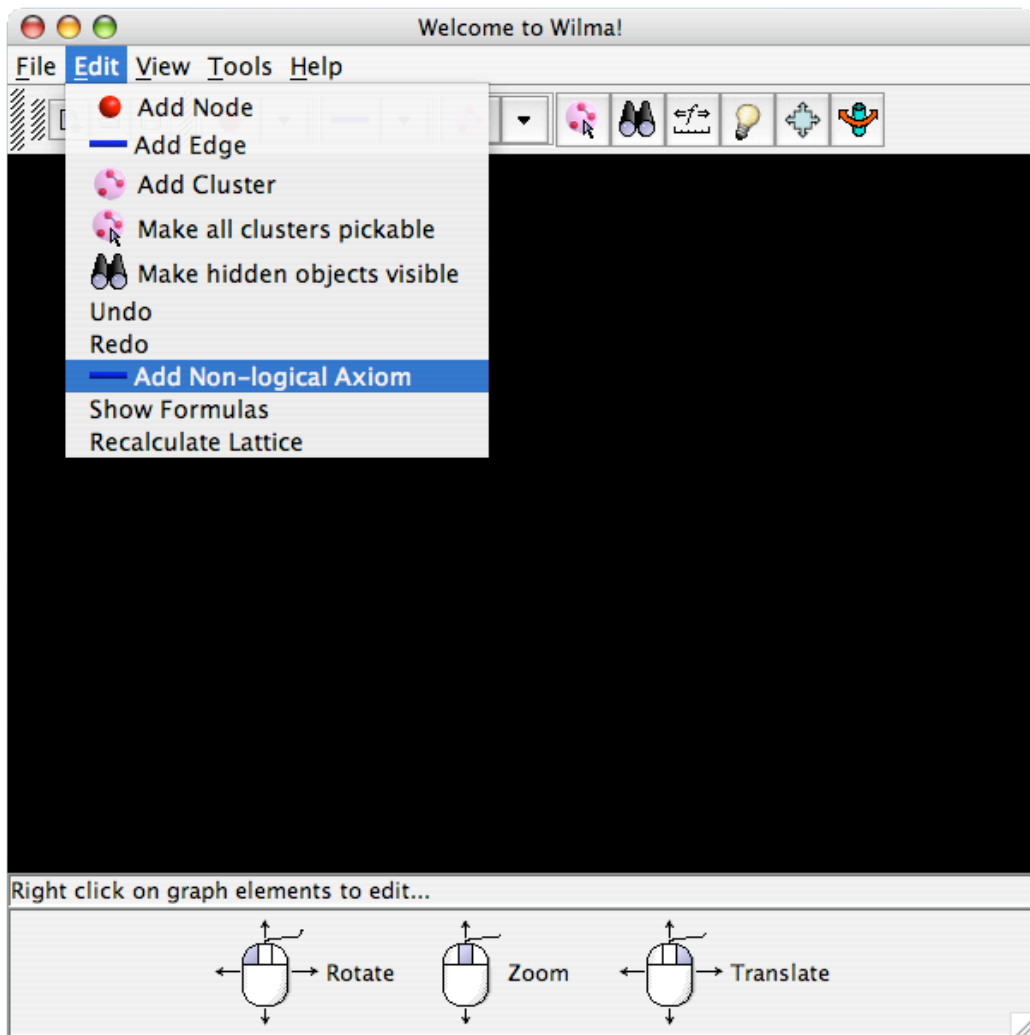 Welcome to Wilma!
File Edit View Tools Help
Add Node
Add Edge
Add Cluster
Make all clusters pickable
Make hidden objects visible
Undo
Redo
Add Non-logical Axiom
Show Formulas
Recalculate Lattice
Right click on graph elements to edit...
Rotate Zoom Translate